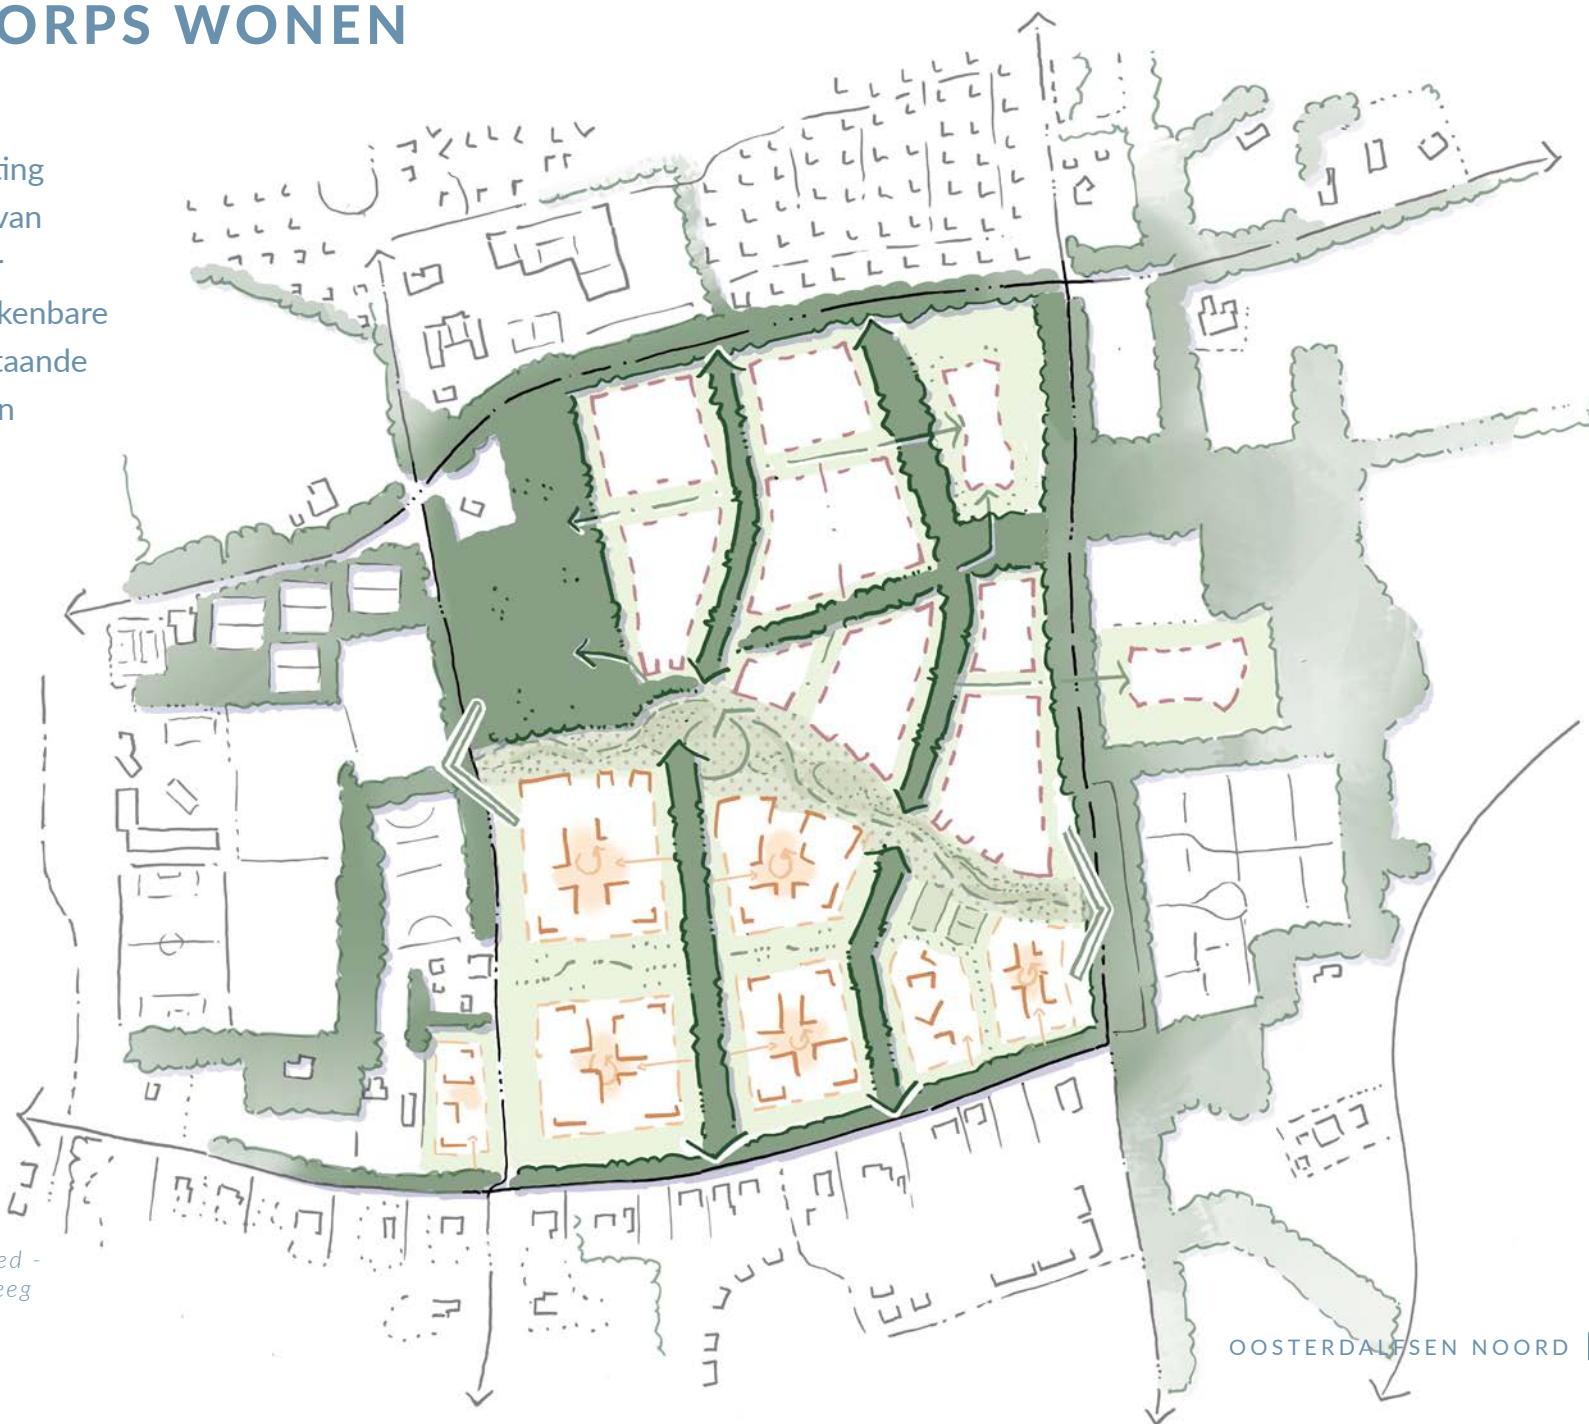 ORPS WONEN
ting
van
kenbare
taande
n
ed -
eeg
OOSTERDALFSEN NOORD